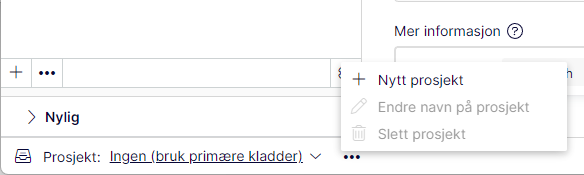 Mer informasjon
Nytt prosjekt
Endre navn på prosjekt
Slett prosjekt
Nylig
Prosjekt: Ingen (bruk primære kladder)